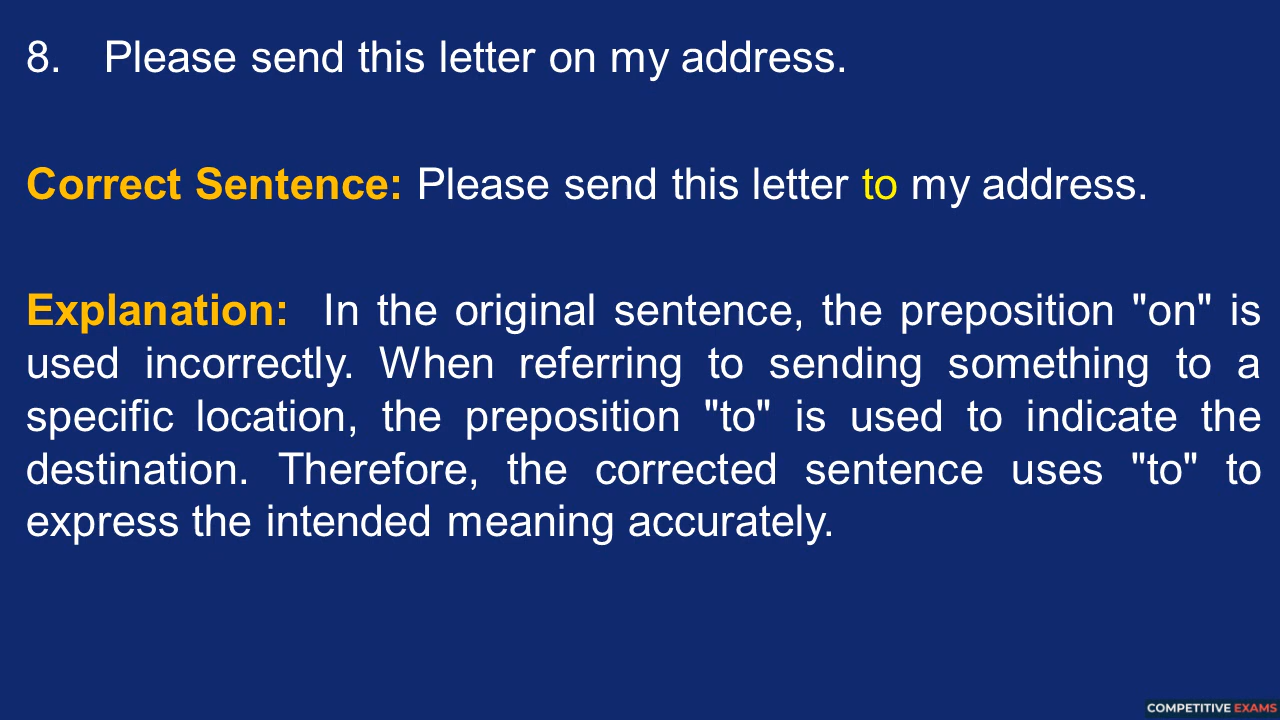 8. Please send this letter on my address.
Correct Sentence: Please send this letter to my address.
Explanation: In the original sentence, the preposition "on" is
used incorrectly. When referring to sending something to a
specific location, the preposition "to" is used to indicate the
destination. Therefore, the corrected sentence uses "to" to
express the intended meaning accurately.
COMPETITIVE EXAMS